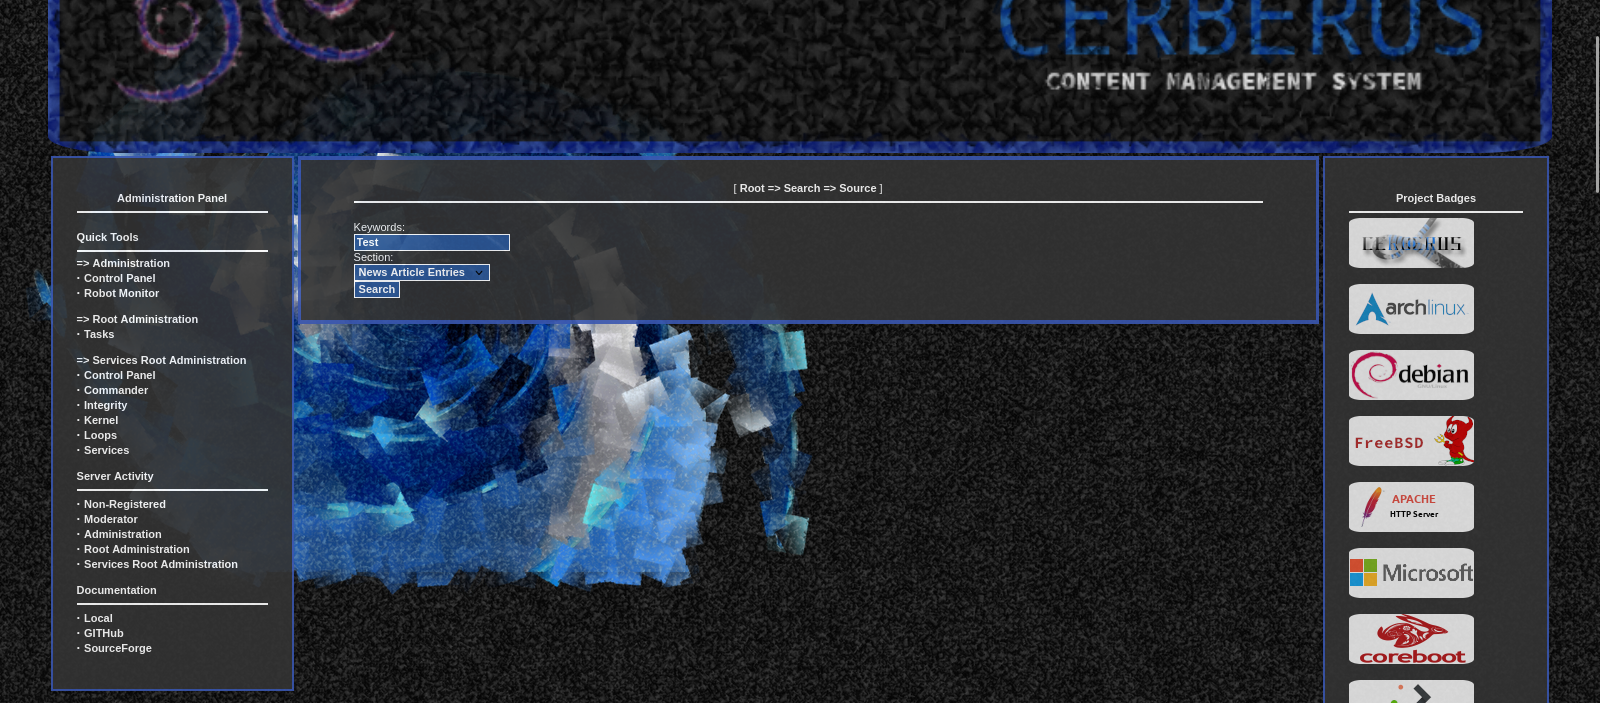 CERBERUS
CONTENT MANAGEMENT SYSTEM
Administration Panel
Quick Tools
=> Administration
· Control Panel
· Robot Monitor
=> Root Administration
· Tasks
=> Services Root Administration
· Control Panel
· Commander
· Integrity
· Kernel
· Loops
· Services
Server Activity
· Non-Registered
· Moderator
· Administration
· Root Administration
· Services Root Administration
Documentation
· Local
· GITHub
· SourceForge
[ Root => Search => Source ]
Keywords:
Test
Section:
News Article Entries
Search
Project Badges
CERBERUS
archlinux
debian
FreeBSD
APACHE
HTTP Server
Microsoft
coreboot